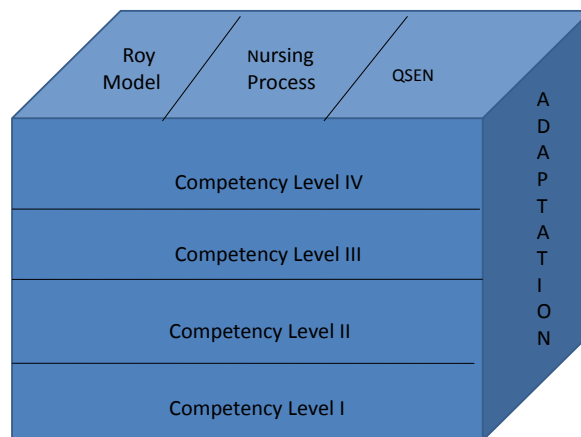 Roy
Model
Nursing
Process
QSEN
Competency Level IV
Competency Level III
Competency Level II
Competency Level I
A
D
A
P
T
A
T
I
O
N